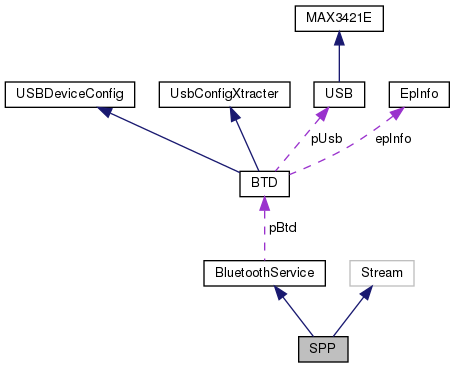 MAX3421E
USBDeviceConfig
UsbConfigXtracter
USB
EpInfo
pUsb
epInfo
BTD
pBtd
BluetoothService
Stream
SPP